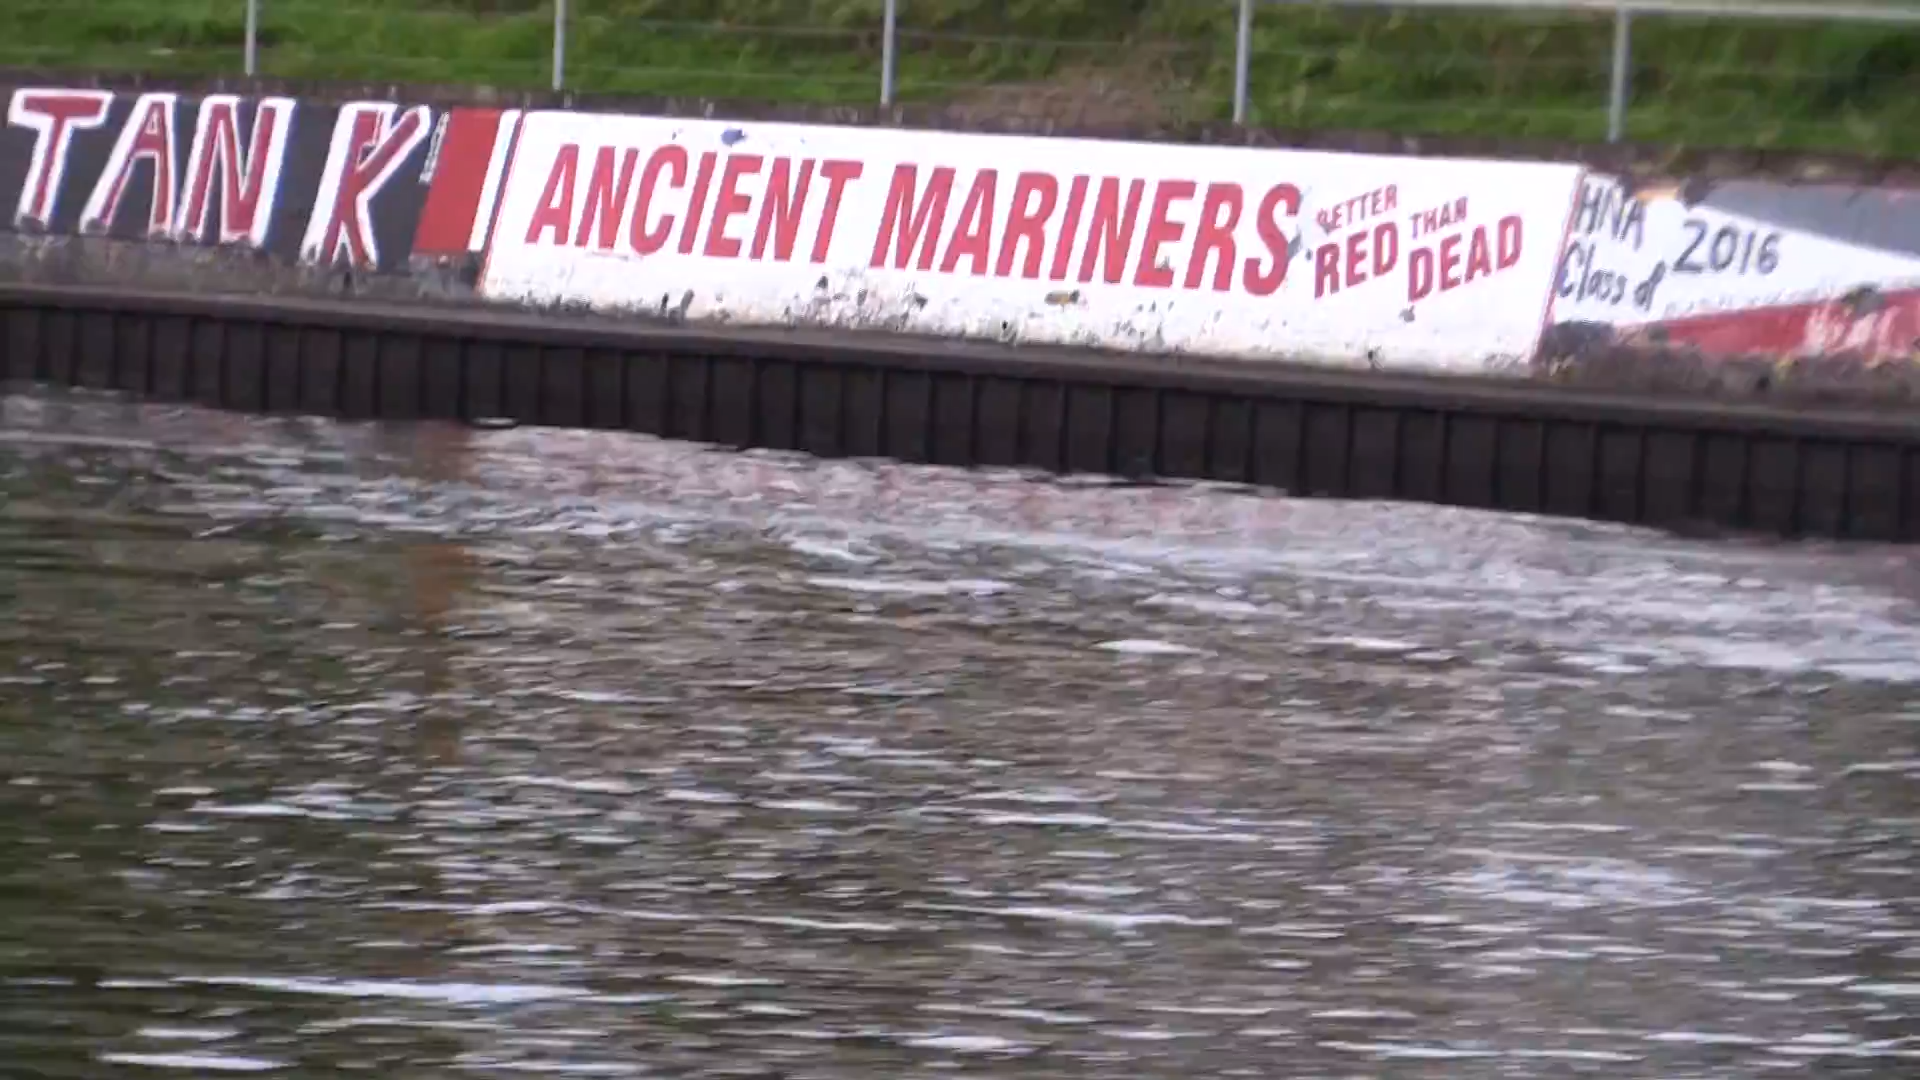 TANK
ANCIENT MARINERS
BETTER THAN
RED DEAD
HNA
Class of 2016